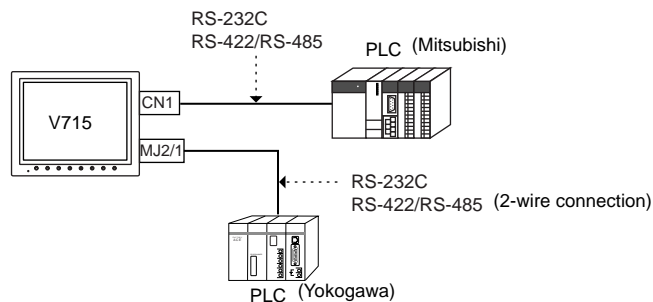 RS-232C
RS-422/RS-485
PLC (Mitsubishi)
CN1
V715
MJ2/1
RS-232C
RS-422/RS-485 (2-wire connection)
PLC (Yokogawa)